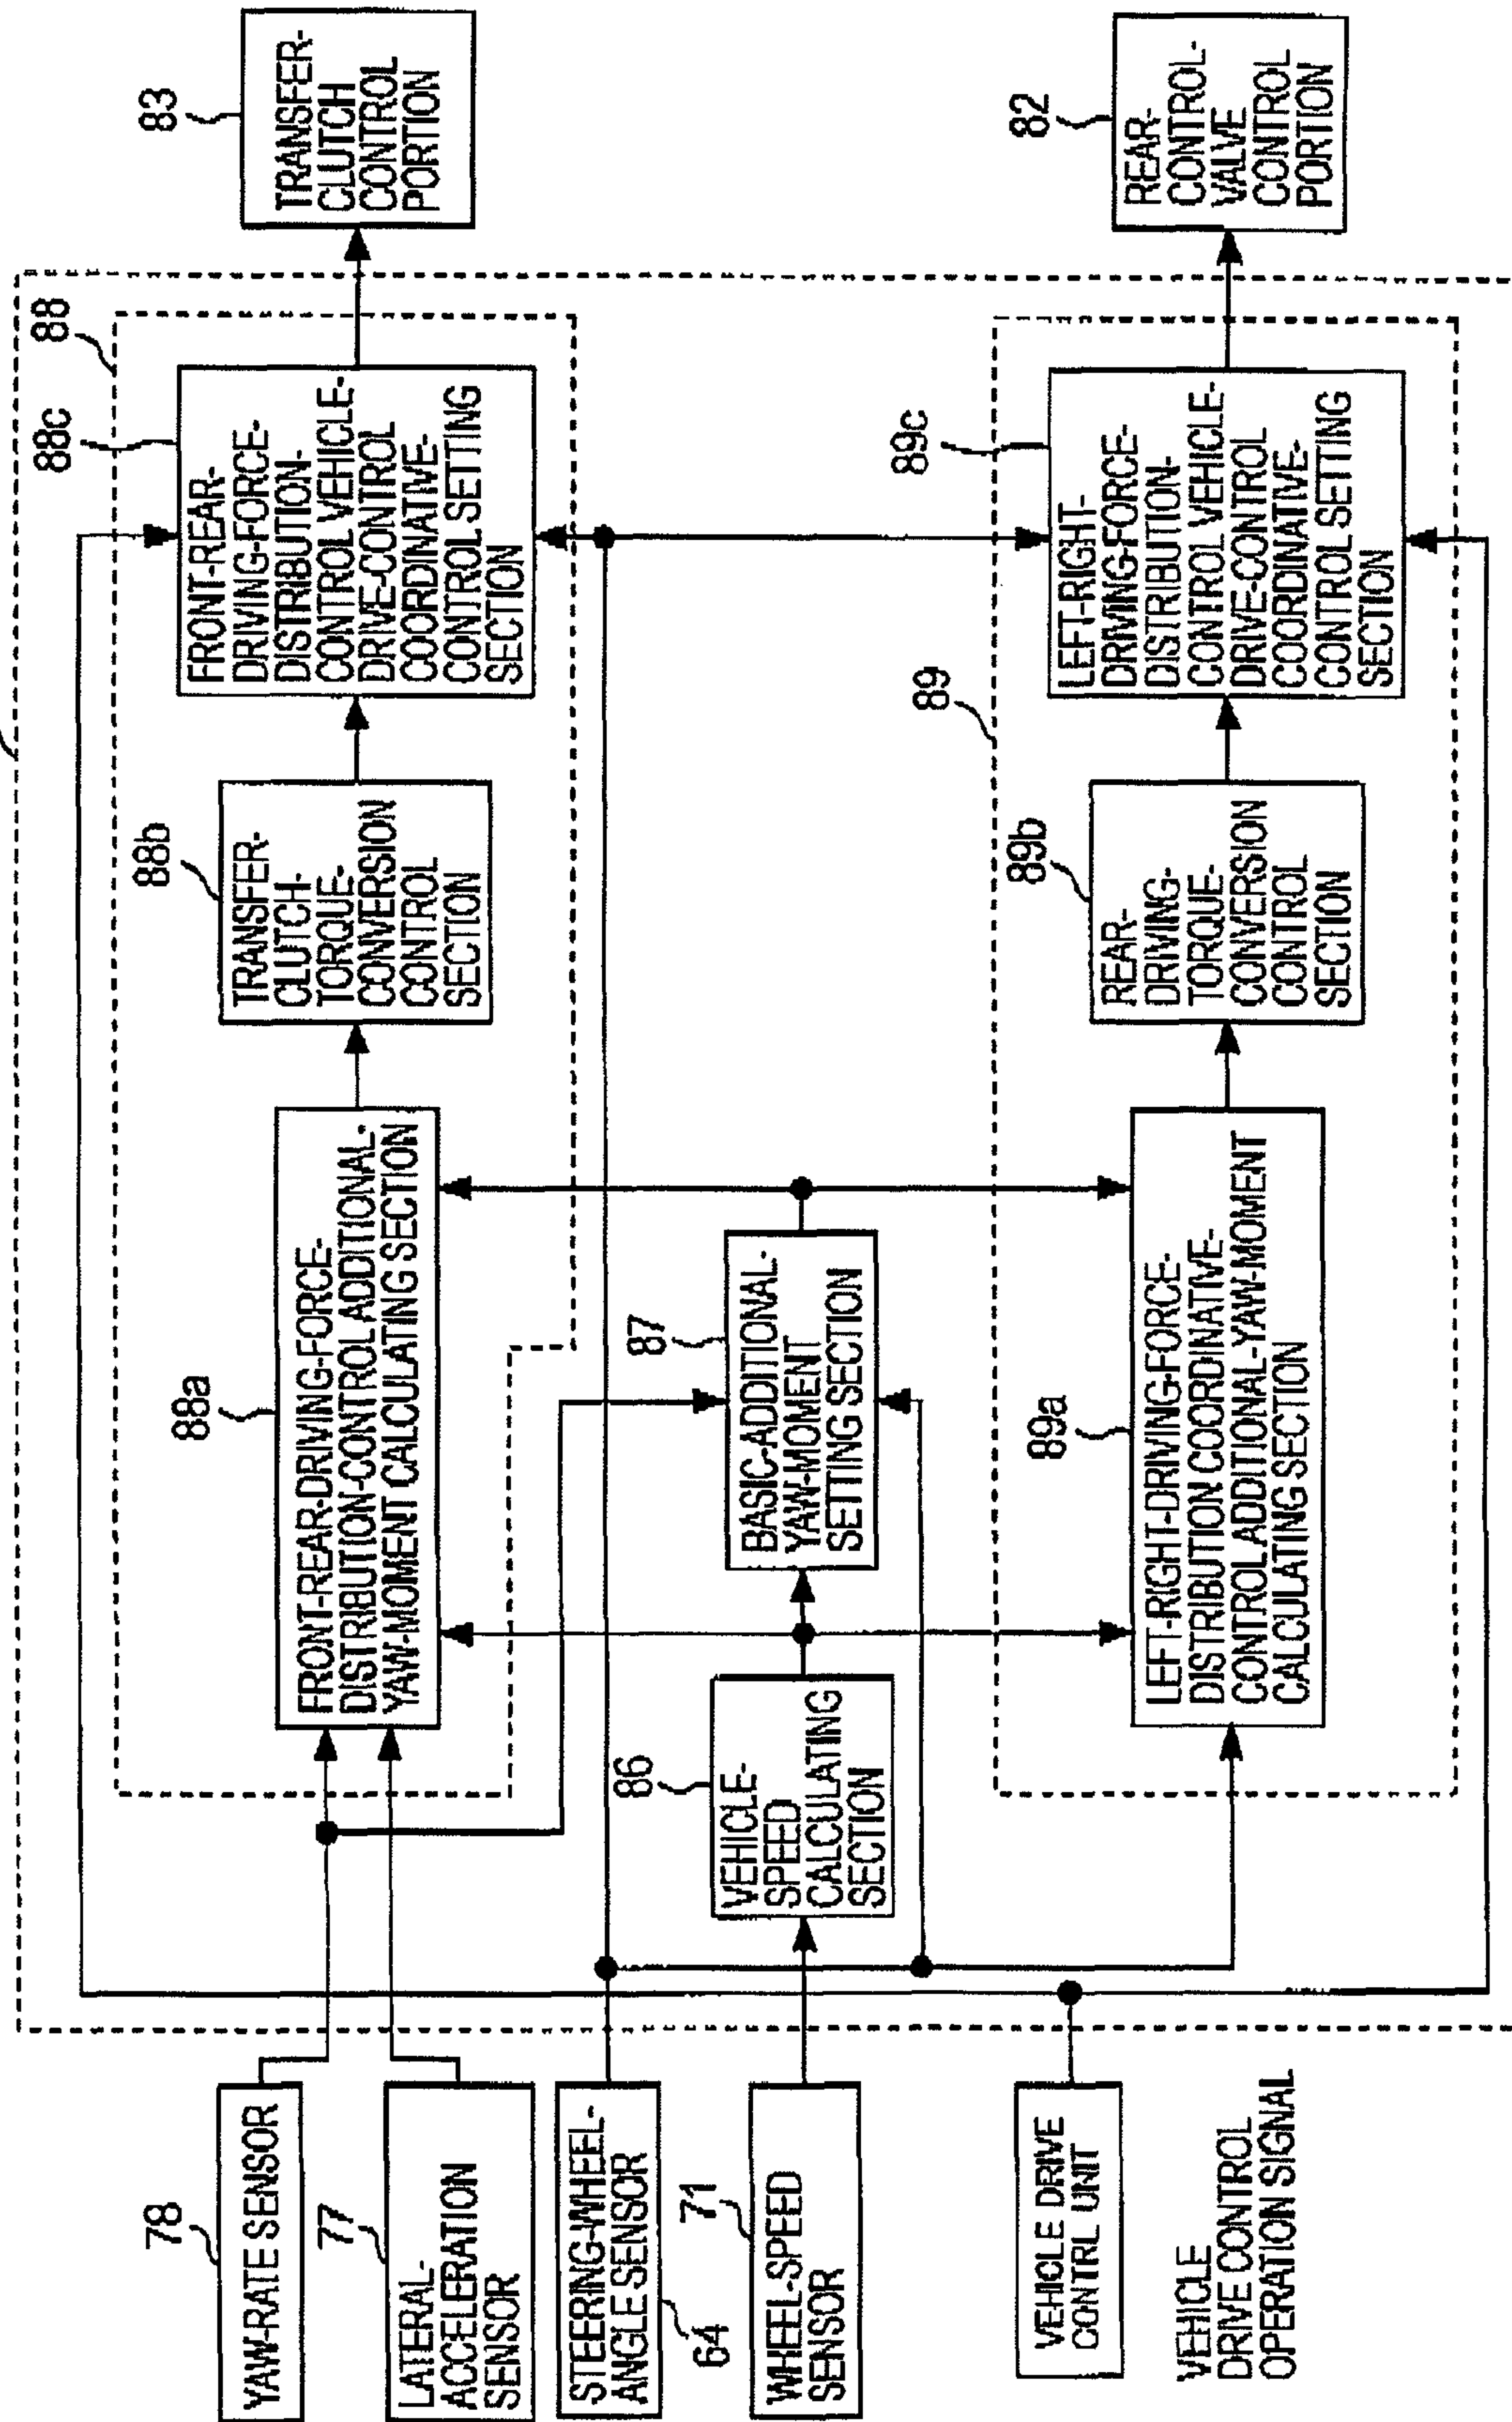 78
YAW-RATE SENSOR
77
LATERAL-
ACCELERATION
SENSOR
STEERING-WHEEL-
ANGLE SENSOR
64
71
WHEEL-SPEED
SENSOR
VEHICLE DRIVE
CONTRL UNIT
VEHICLE
DRIVE CONTROL
OPERATION SIGNAL
88
88a
FRONT-REAR-DRIVING-FORCE-
DISTRIBUTION-CONTROL ADDITIONAL-
YAW-MOMENT CALCULATING SECTION
88b
TRANSFER-
CLUTCH-
TORQUE-
CONVERSION
CONTROL
SECTION
88c
FRONT-REAR-
DRIVING-FORCE-
DISTRIBUTION-
CONTROL VEHICLE-
DRIVE-CONTROL
COORDINATIVE-
CONTROL SETTING
SECTION
83
TRANSFER-
CLUTCH
CONTROL
PORTION
86
VEHICLE-
SPEED
CALCULATING
SECTION
87
BASIC-ADDITIONAL-
YAW-MOMENT
SETTING SECTION
89
89a
LEFT-RIGHT-DRIVING-FORCE-
DISTRIBUTION COORDINATIVE-
CONTROL ADDITIONAL-YAW-MOMENT
CALCULATING SECTION
89b
REAR-
DRIVING-
TORQUE-
CONVERSION
CONTROL
SECTION
89c
LEFT-RIGHT-
DRIVING-FORCE-
DISTRIBUTION-
CONTROL VEHICLE-
DRIVE-CONTROL
COORDINATIVE-
CONTROL SETTING
SECTION
82
REAR-
CONTROL-
VALVE
CONTROL
PORTION